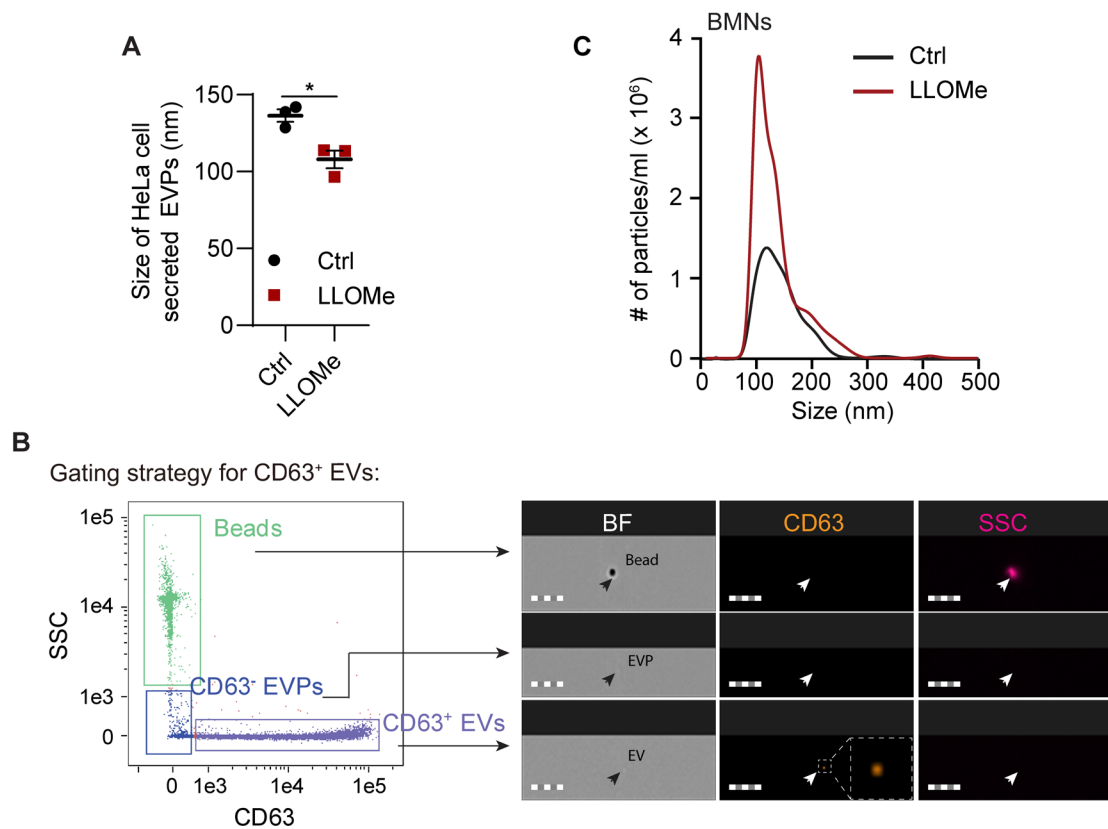 A
Size of HeLa cell
secreted EVPs (nm)
150
100
50
0
*
Ctrl
LLOMe
Ctrl
LLOMe
C
BMNs
# of particles/ml (x 10⁶)
4
3
2
1
0
Ctrl
LLOMe
0
100
200
300
400
500
Size (nm)
B
Gating strategy for CD63⁺ EVs:
SSC
1e5
1e4
1e3
0
Beads
CD63⁻ EVPs
CD63⁺ EVs
0
1e3
1e4
1e5
CD63
BF
CD63
SSC
Bead
EVP
EV